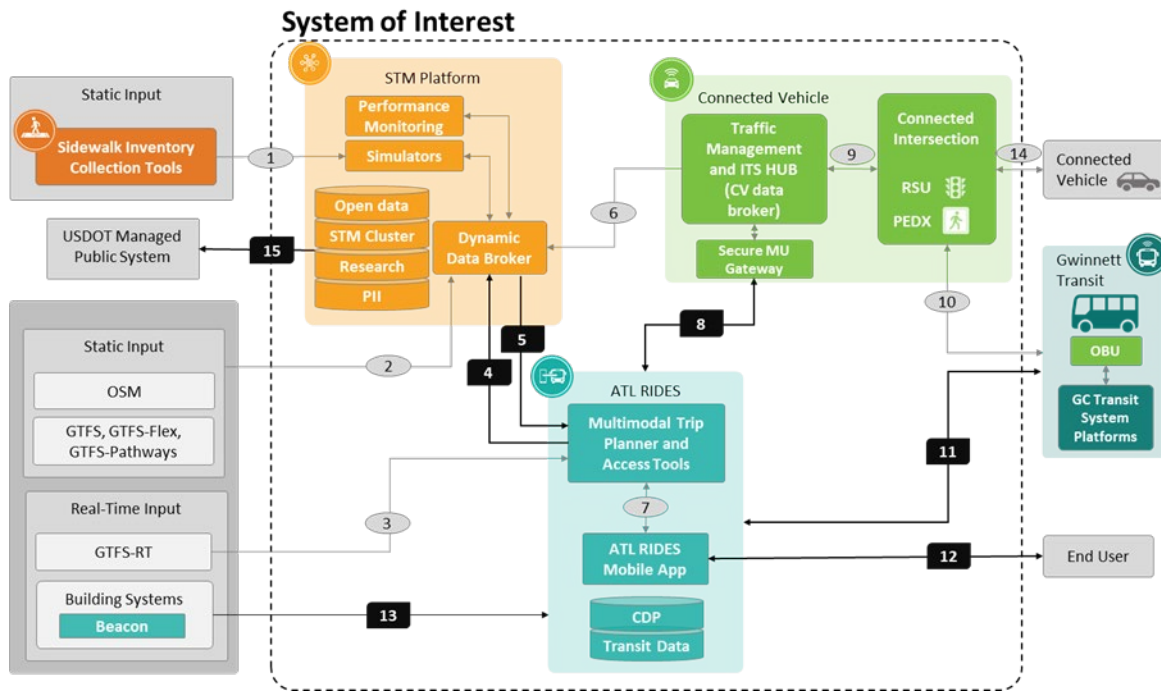 System of Interest
Static Input
Sidewalk Inventory
Collection Tools
1
STM Platform
Performance
Monitoring
Simulators
Open data
STM Cluster
Research
PII
Dynamic
Data Broker
USDOT Managed
Public System
15
6
Connected Vehicle
Traffic
Management
and ITS HUB
(CV data
broker)
Secure MU
Gateway
9
Connected
Intersection
RSU
PEDX
14
Connected
Vehicle
Gwinnett
Transit
OBU
GC Transit
System
Platforms
10
8
5
4
2
Static Input
OSM
GTFS, GTFS-Flex,
GTFS-Pathways
Real-Time Input
GTFS-RT
Building Systems
Beacon
3
13
ATL RIDES
Multimodal Trip
Planner and
Access Tools
7
ATL RIDES
Mobile App
CDP
Transit Data
11
12
End User